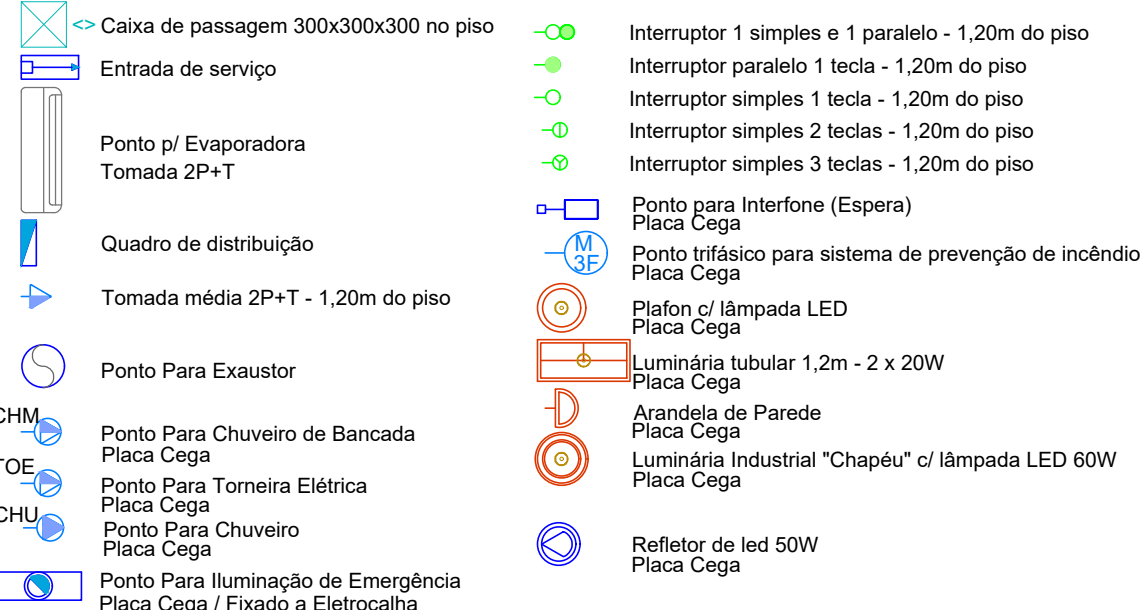 <> Caixa de passagem 300x300x300 no piso
Entrada de serviço
Ponto p/ Evaporadora
Tomada 2P+T
Quadro de distribuição
Tomada média 2P+T - 1,20m do piso
Ponto Para Exaustor
CHM
Ponto Para Chuveiro de Bancada
Placa Cega
TOE
Ponto Para Torneira Elétrica
Placa Cega
CHU
Ponto Para Chuveiro
Placa Cega
Ponto Para Iluminação de Emergência
Placa Cega / Fixado a Eletrocalha
Interruptor 1 simples e 1 paralelo - 1,20m do piso
Interruptor paralelo 1 tecla - 1,20m do piso
Interruptor simples 1 tecla - 1,20m do piso
Interruptor simples 2 teclas - 1,20m do piso
Interruptor simples 3 teclas - 1,20m do piso
Ponto para Interfone (Espera)
Placa Cega
M
3F
Ponto trifásico para sistema de prevenção de incêndio
Placa Cega
Plafon c/ lâmpada LED
Placa Cega
Luminária tubular 1,2m - 2 x 20W
Placa Cega
Arandela de Parede
Placa Cega
Luminária Industrial "Chapéu" c/ lâmpada LED 60W
Placa Cega
Refletor de led 50W
Placa Cega